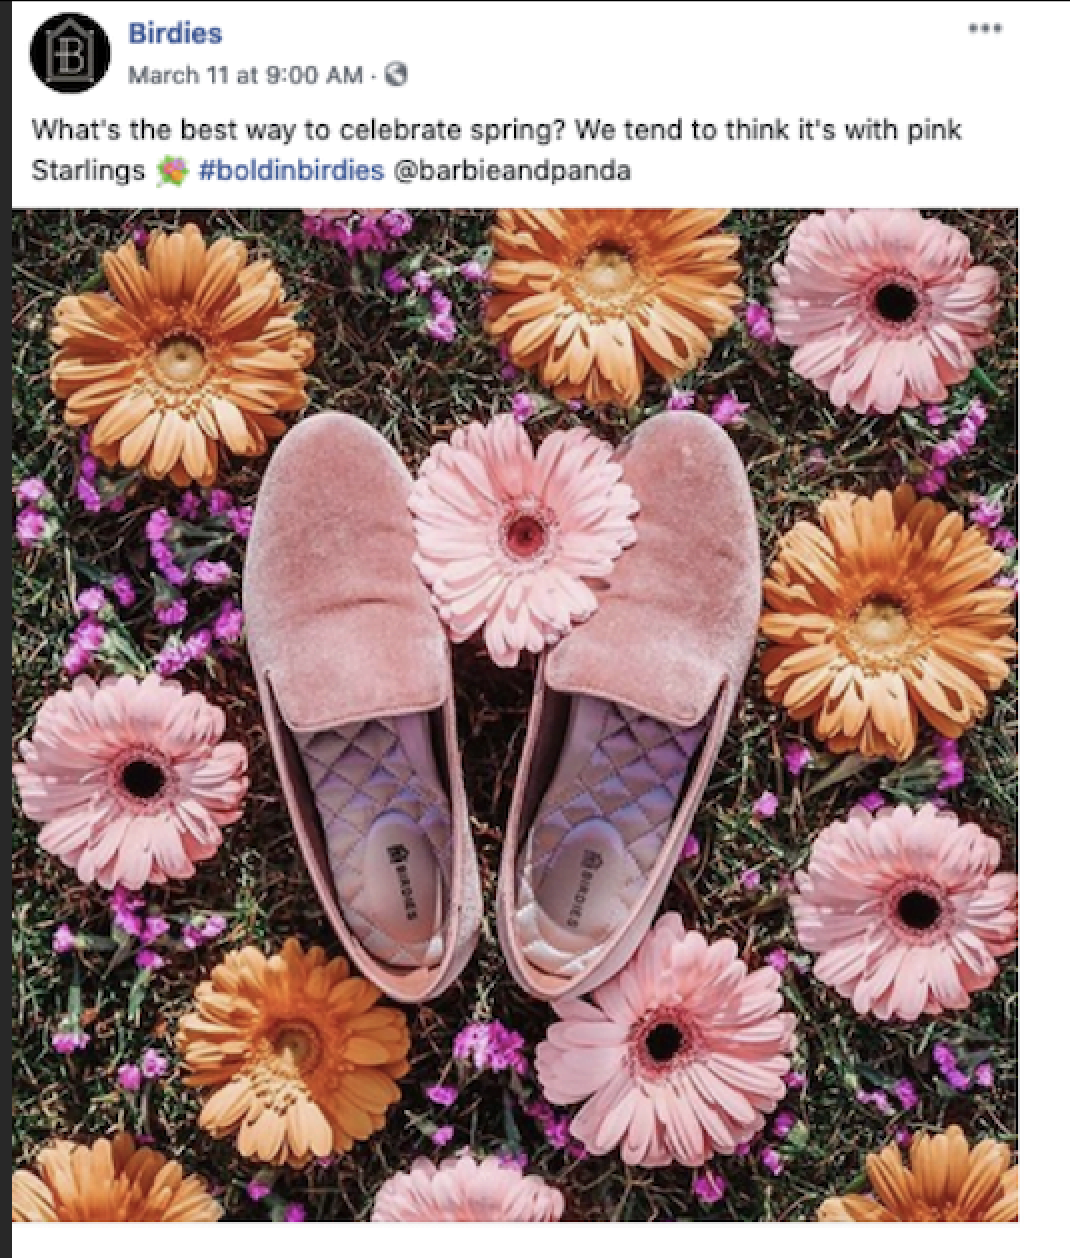 Birdies
March 11 at 9:00 AM ·
What's the best way to celebrate spring? We tend to think it's with pink
Starlings 💐 #boldinbirdies @barbieandpanda
BIRDIES
BIRDIES